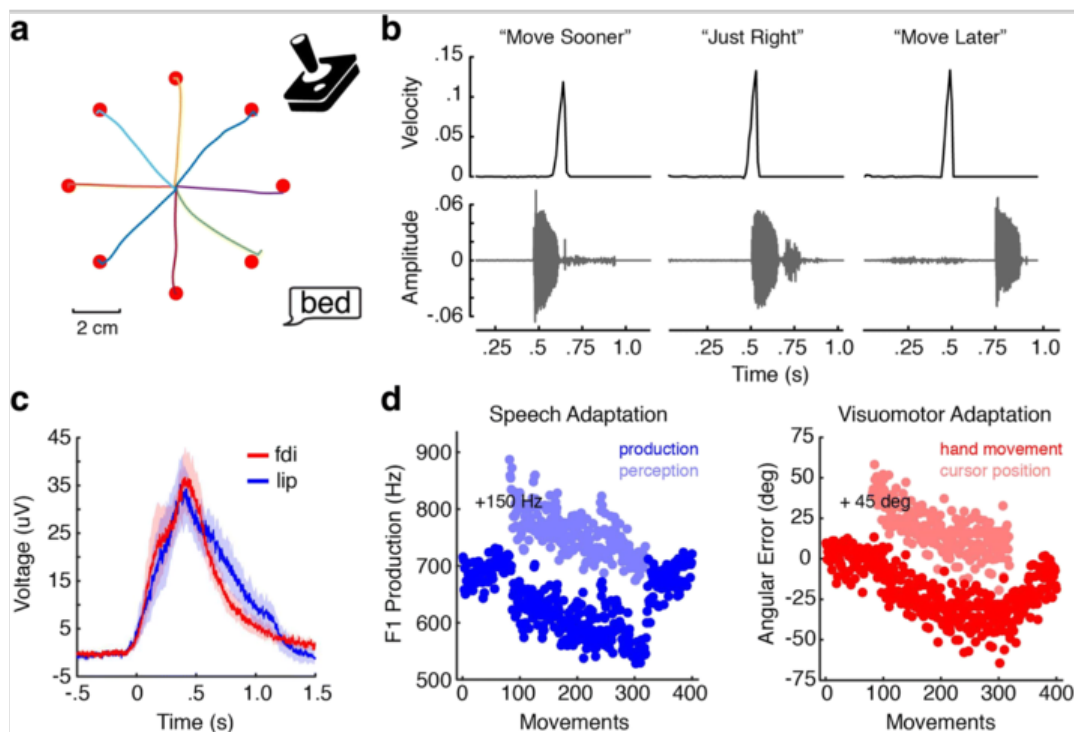 a
bed
2 cm
b
"Move Sooner" "Just Right" "Move Later"
Velocity
.15
.1
.05
0
Amplitude
.06
0
-.06
.25 .5 .75 1.0 .25 .5 .75 1.0 .25 .5 .75 1.0
Time (s)
c
Voltage (uV)
45
35
25
15
5
-5
fdi
lip
-.5 0 .5 1.0 1.5
Time (s)
d
Speech Adaptation
F1 Production (Hz)
900
800
700
600
500
production
perception
+150 Hz
0 100 200 300 400
Movements
Visuomotor Adaptation
Angular Error (deg)
75
50
25
0
-25
-50
-75
hand movement
cursor position
+ 45 deg
0 100 200 300 400
Movements